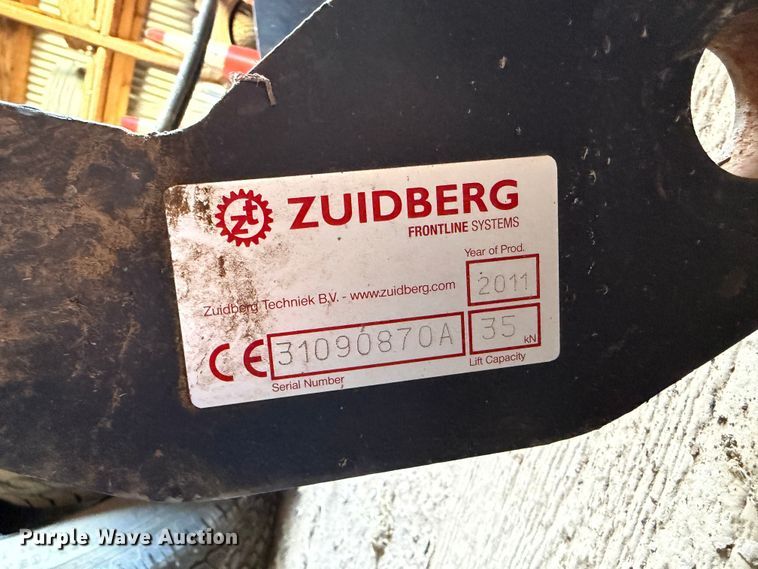 zt ZUIDBERG
FRONTLINE SYSTEMS
Year of Prod.
2011
Zuidberg Techniek B.V. - www.zuidberg.com
CE 31090870A 35 kN
Serial Number Lift Capacity
Purple Wave Auction